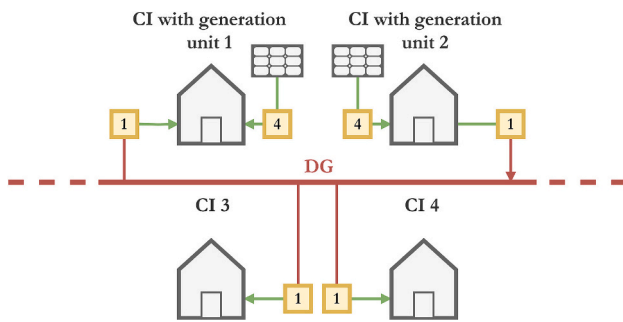 CI with generation
unit 1
CI with generation
unit 2
1
4
4
1
DG
CI 3
CI 4
1
1